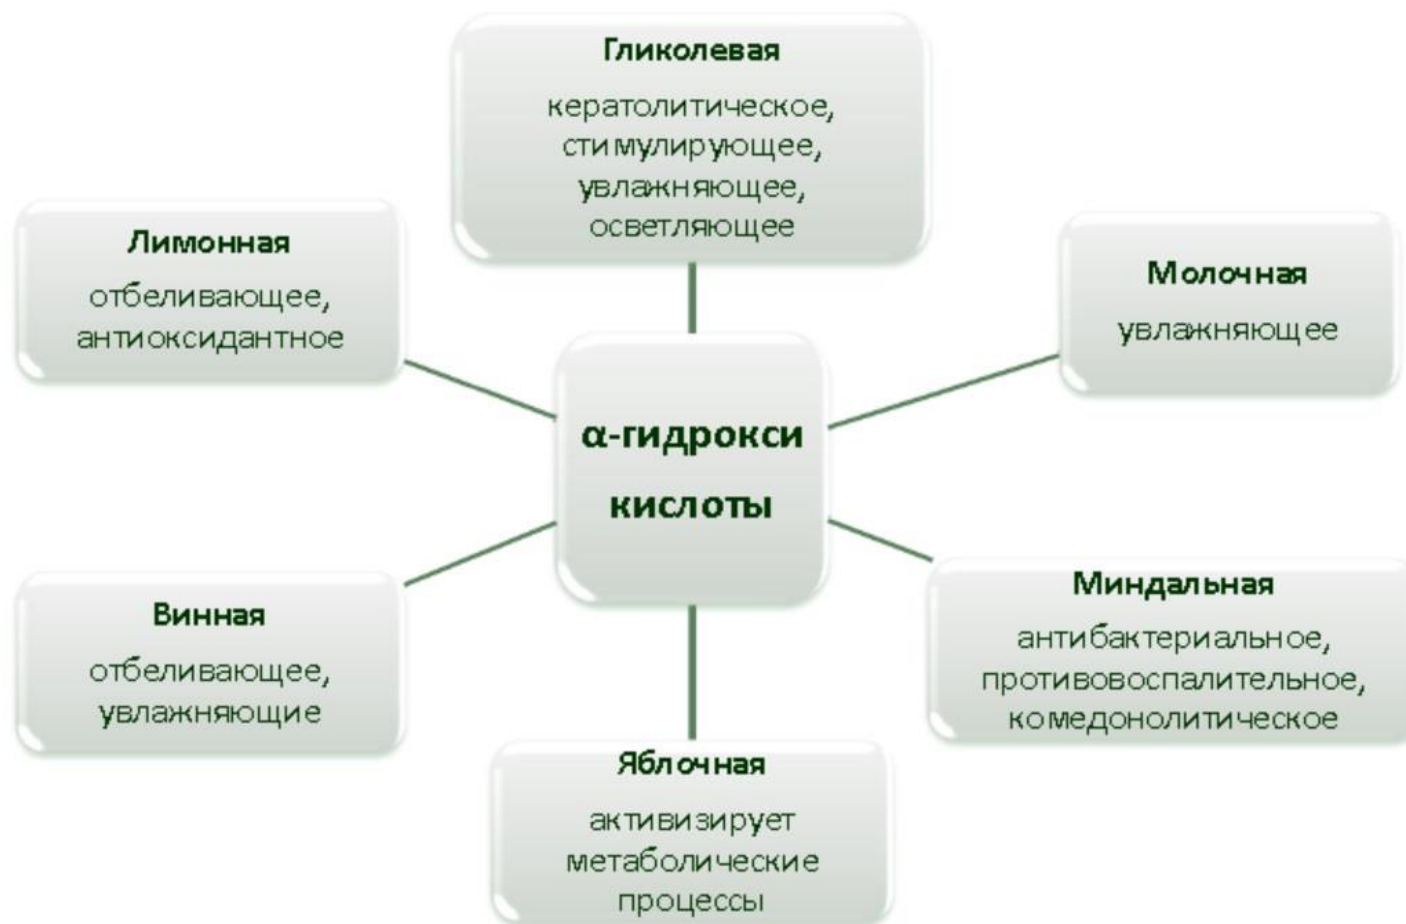 Гликолевая
кератолитическое,
стимулирующее,
увлажняющее,
осветляющее
Лимонная
отбеливающее,
антиоксидантное
Молочная
увлажняющее
α-гидрокси
кислоты
Винная
отбеливающее,
увлажняющие
Миндальная
антибактериальное,
противовоспалительное,
комедонолитическое
Яблочная
активизирует
метаболические
процессы